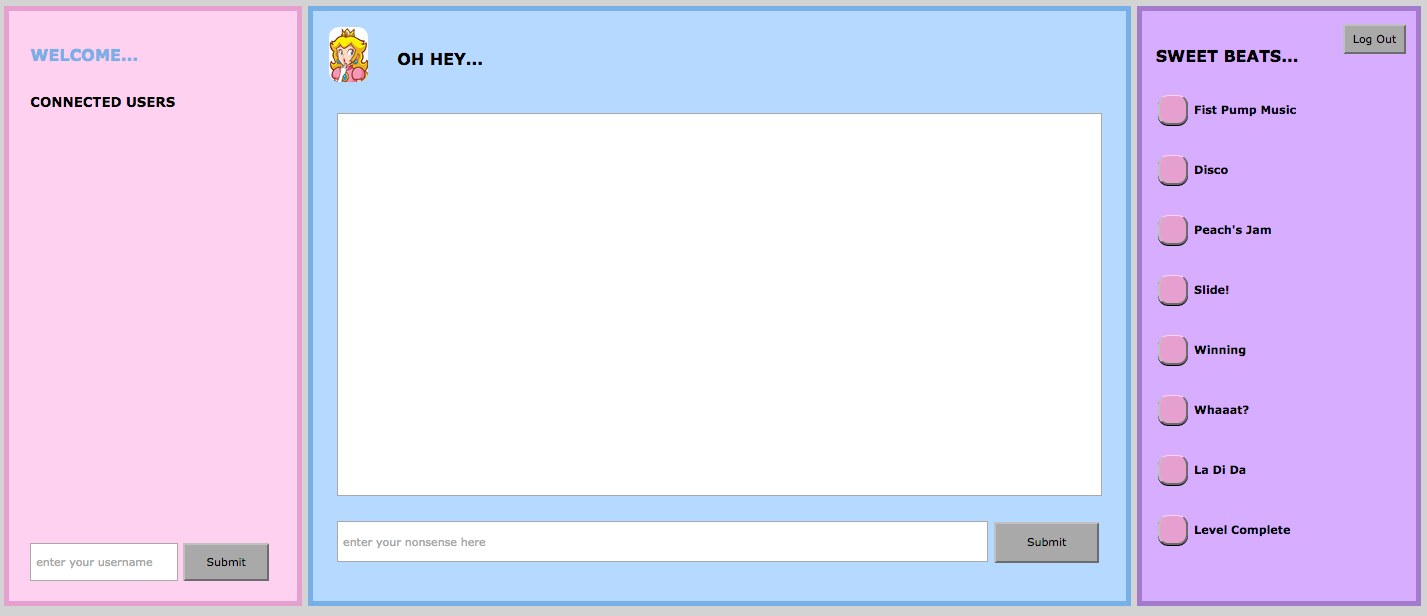 WELCOME...
CONNECTED USERS
enter your username
Submit
OH HEY...
enter your nonsense here
Submit
Log Out
SWEET BEATS...
Fist Pump Music
Disco
Peach's Jam
Slide!
Winning
Whaaat?
La Di Da
Level Complete